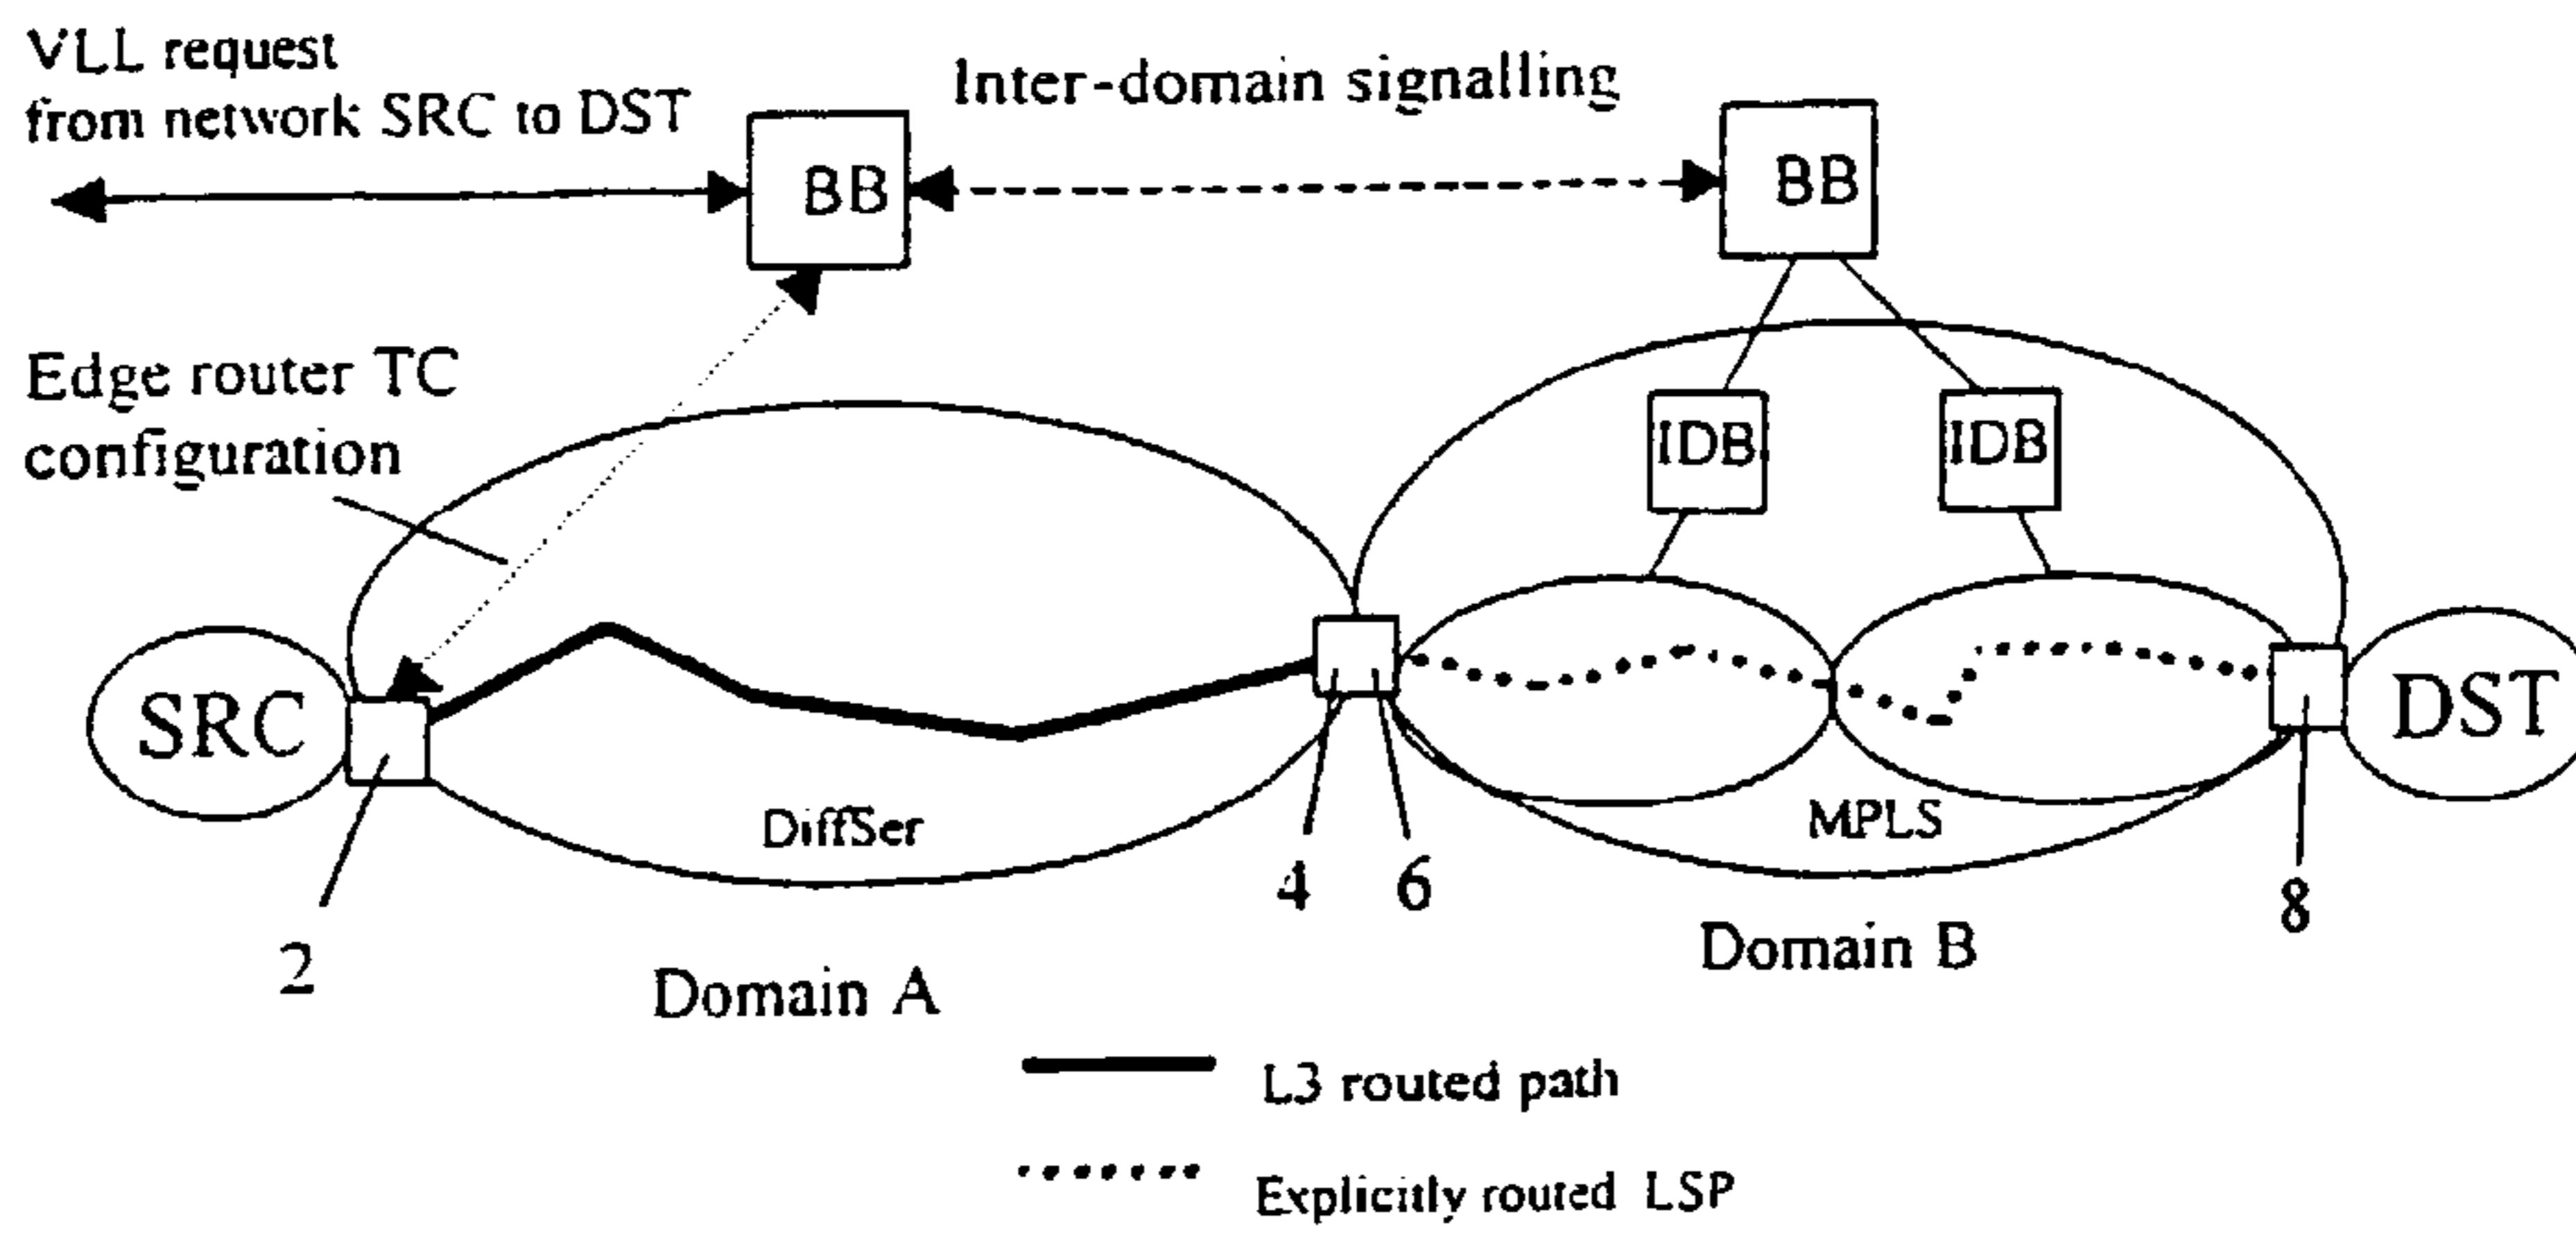 VLL request
from network SRC to DST
Inter-domain signalling
BB
BB
Edge router TC
configuration
IDB
IDB
SRC
DST
DiffSer
MPLS
2
4
6
8
Domain A
Domain B
L3 routed path
Explicitly routed LSP